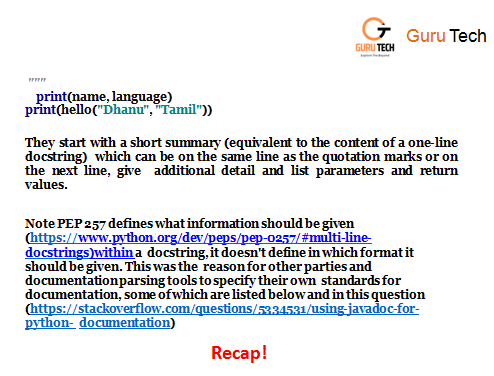 GURU TECH
Explore The Beyond
Guru Tech
"""
print(name, language)
print(hello("Dhanu", "Tamil"))
They start with a short summary (equivalent to the content of a one-line
docstring) which can be on the same line as the quotation marks or on
the next line, give additional detail and list parameters and return
values.
Note PEP 257 defines what information should be given
(https://www.python.org/dev/peps/pep-0257/#multi-line-
docstrings)within a docstring, it doesn't define in which format it
should be given. This was the reason for other parties and
documentation parsing tools to specify their own standards for
documentation, some of which are listed below and in this question
(https://stackoverflow.com/questions/5334531/using-javadoc-for-
python- documentation)
Recap!